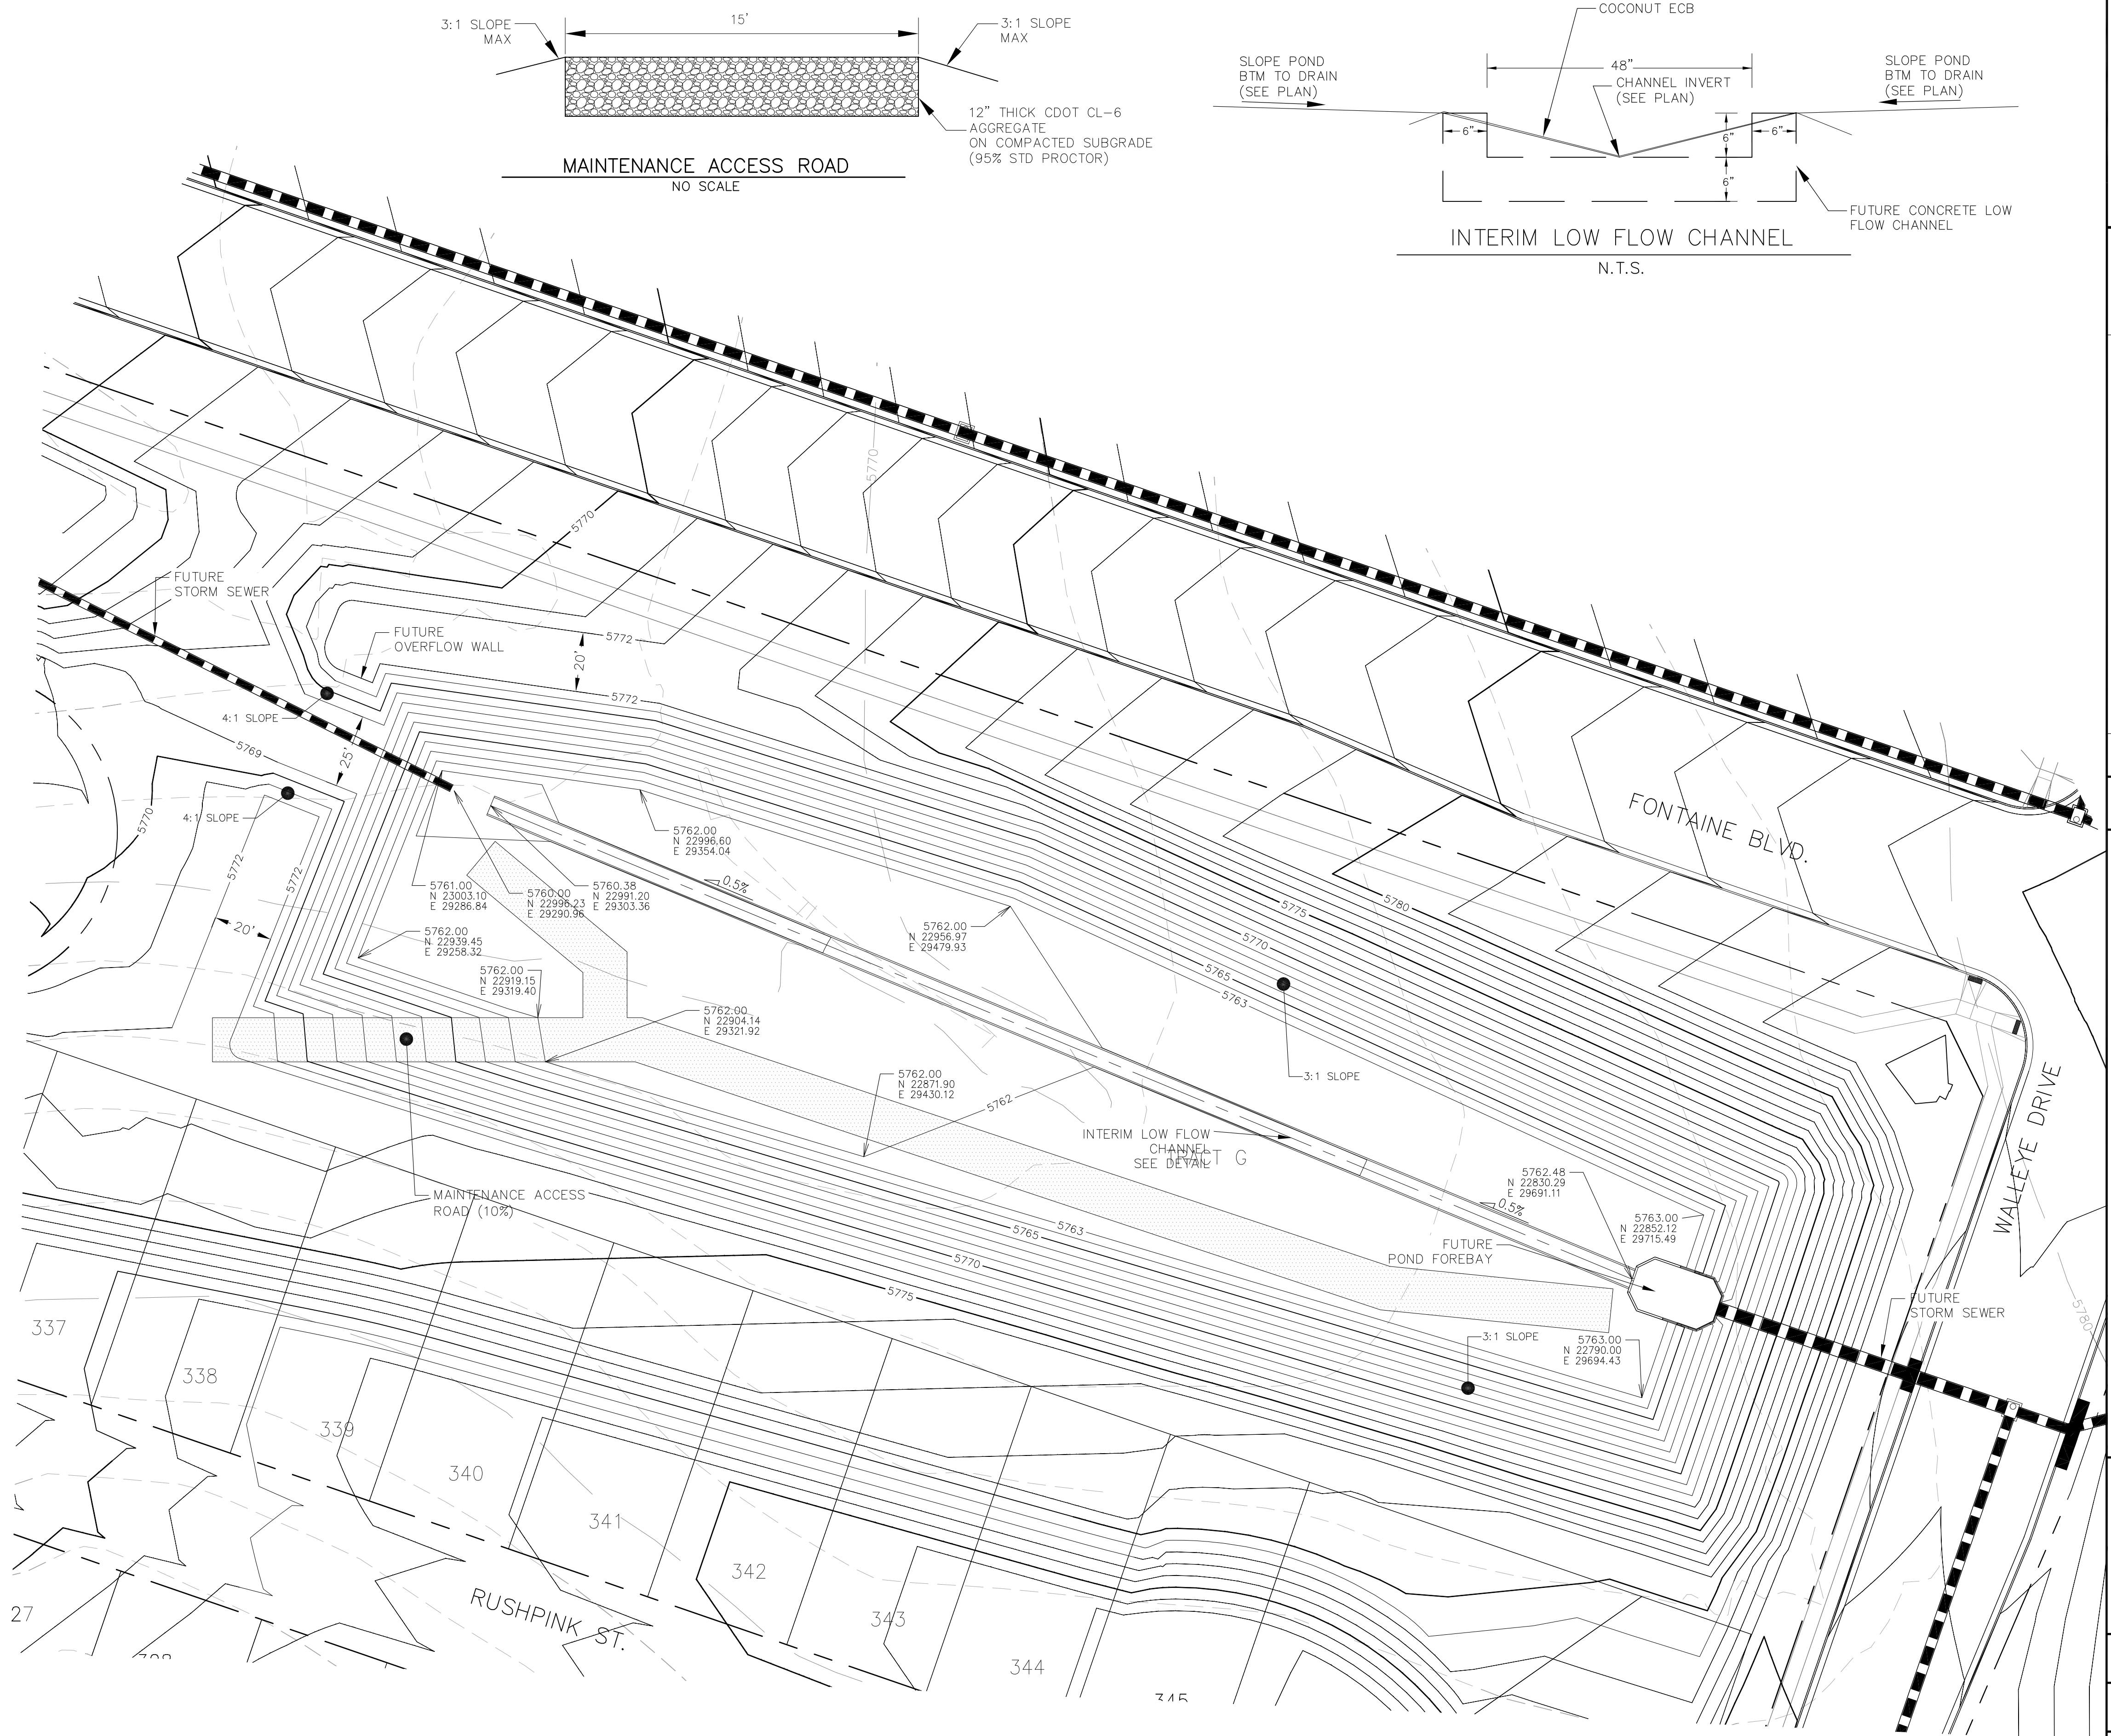 3:1 SLOPE
MAX
15'
3:1 SLOPE
MAX
12" THICK CDOT CL-6
AGGREGATE
ON COMPACTED SUBGRADE
(95% STD PROCTOR)
MAINTENANCE ACCESS ROAD
NO SCALE
COCONUT ECB
SLOPE POND
BTM TO DRAIN
(SEE PLAN)
48"
CHANNEL INVERT
(SEE PLAN)
SLOPE POND
BTM TO DRAIN
(SEE PLAN)
6"
6"
6"
6"
FUTURE CONCRETE LOW
FLOW CHANNEL
INTERIM LOW FLOW CHANNEL
N.T.S.
5770
5770
FUTURE
STORM SEWER
FUTURE
OVERFLOW WALL
5772
20'
5772
4:1 SLOPE
5769
25'
5770
4:1 SLOPE
5772
5772
20'
5762.00
N 22996.60
E 29354.04
5761.00
N 23003.10
E 29286.84
5760.00
N 22996.23
E 29290.96
5760.38
N 22991.20
E 29303.36
0.5%
5762.00
N 22939.45
E 29258.32
5762.00
N 22919.15
E 29319.40
5762.00
N 22904.14
E 29321.92
5762.00
N 22956.97
E 29479.93
5780
5775
5770
5765
5763
FONTAINE BLVD.
3:1 SLOPE
5762.00
N 22871.90
E 29430.12
5762
INTERIM LOW FLOW
CHANNEL
SEE DETAIL
TRACT G
WALLEYE DRIVE
MAINTENANCE ACCESS
ROAD (10%)
5763
5765
5770
5775
5762.48
N 22830.29
E 29691.11
0.5%
5763.00
N 22852.12
E 29715.49
FUTURE
POND FOREBAY
FUTURE
STORM SEWER
5780
3:1 SLOPE
5763.00
N 22790.00
E 29694.43
337
338
339
340
341
342
343
344
345
27
RUSHPINK ST.